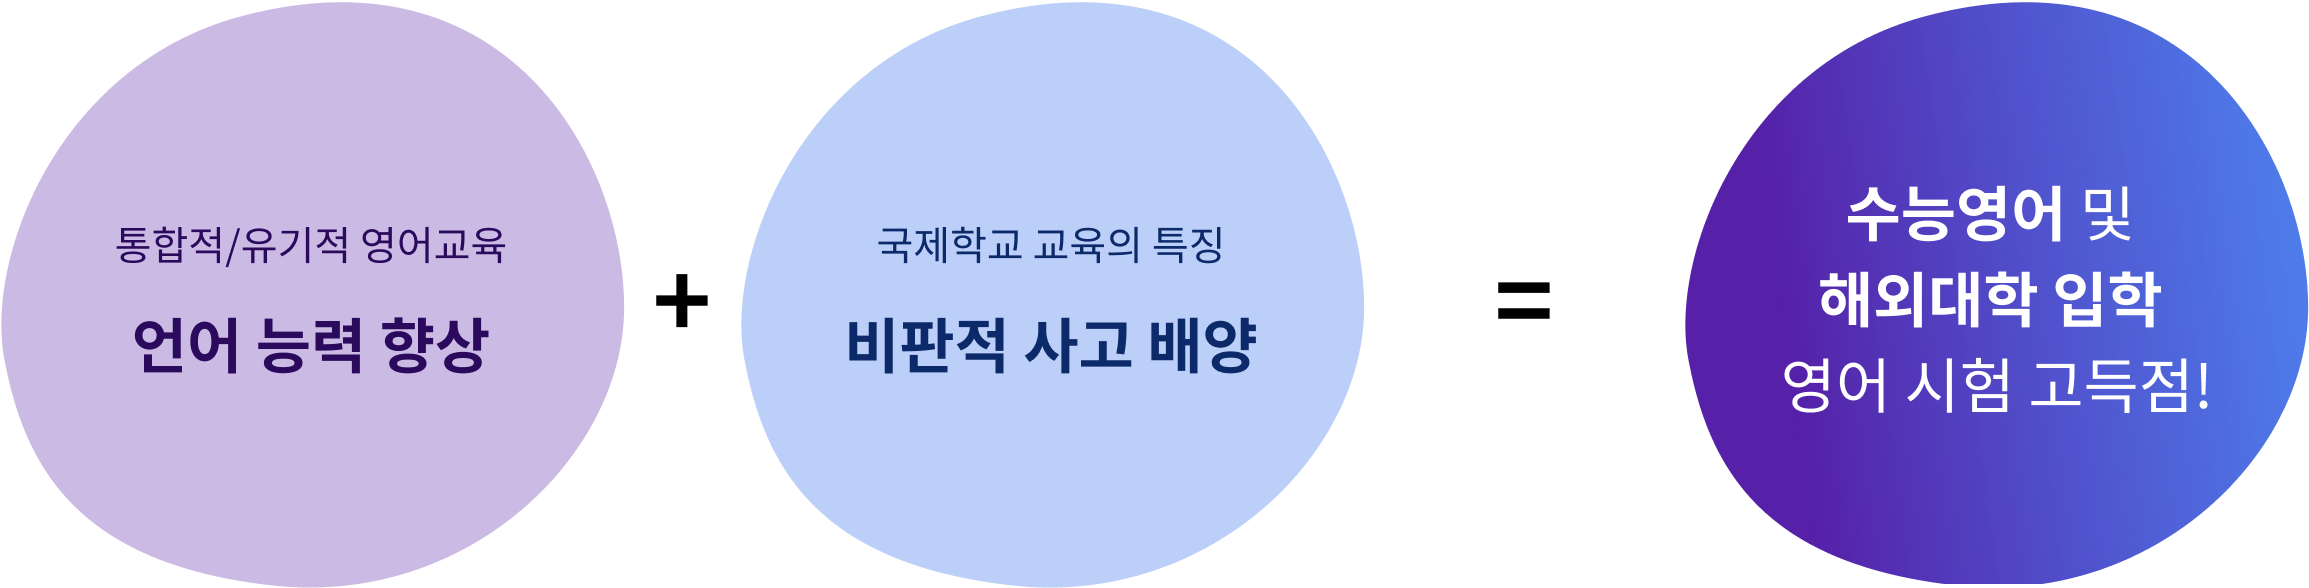 통합적/유기적 영어교육
언어 능력 향상
+
국제학교 교육의 특징
비판적 사고 배양
=
수능영어 및
해외대학 입학
영어 시험 고득점!